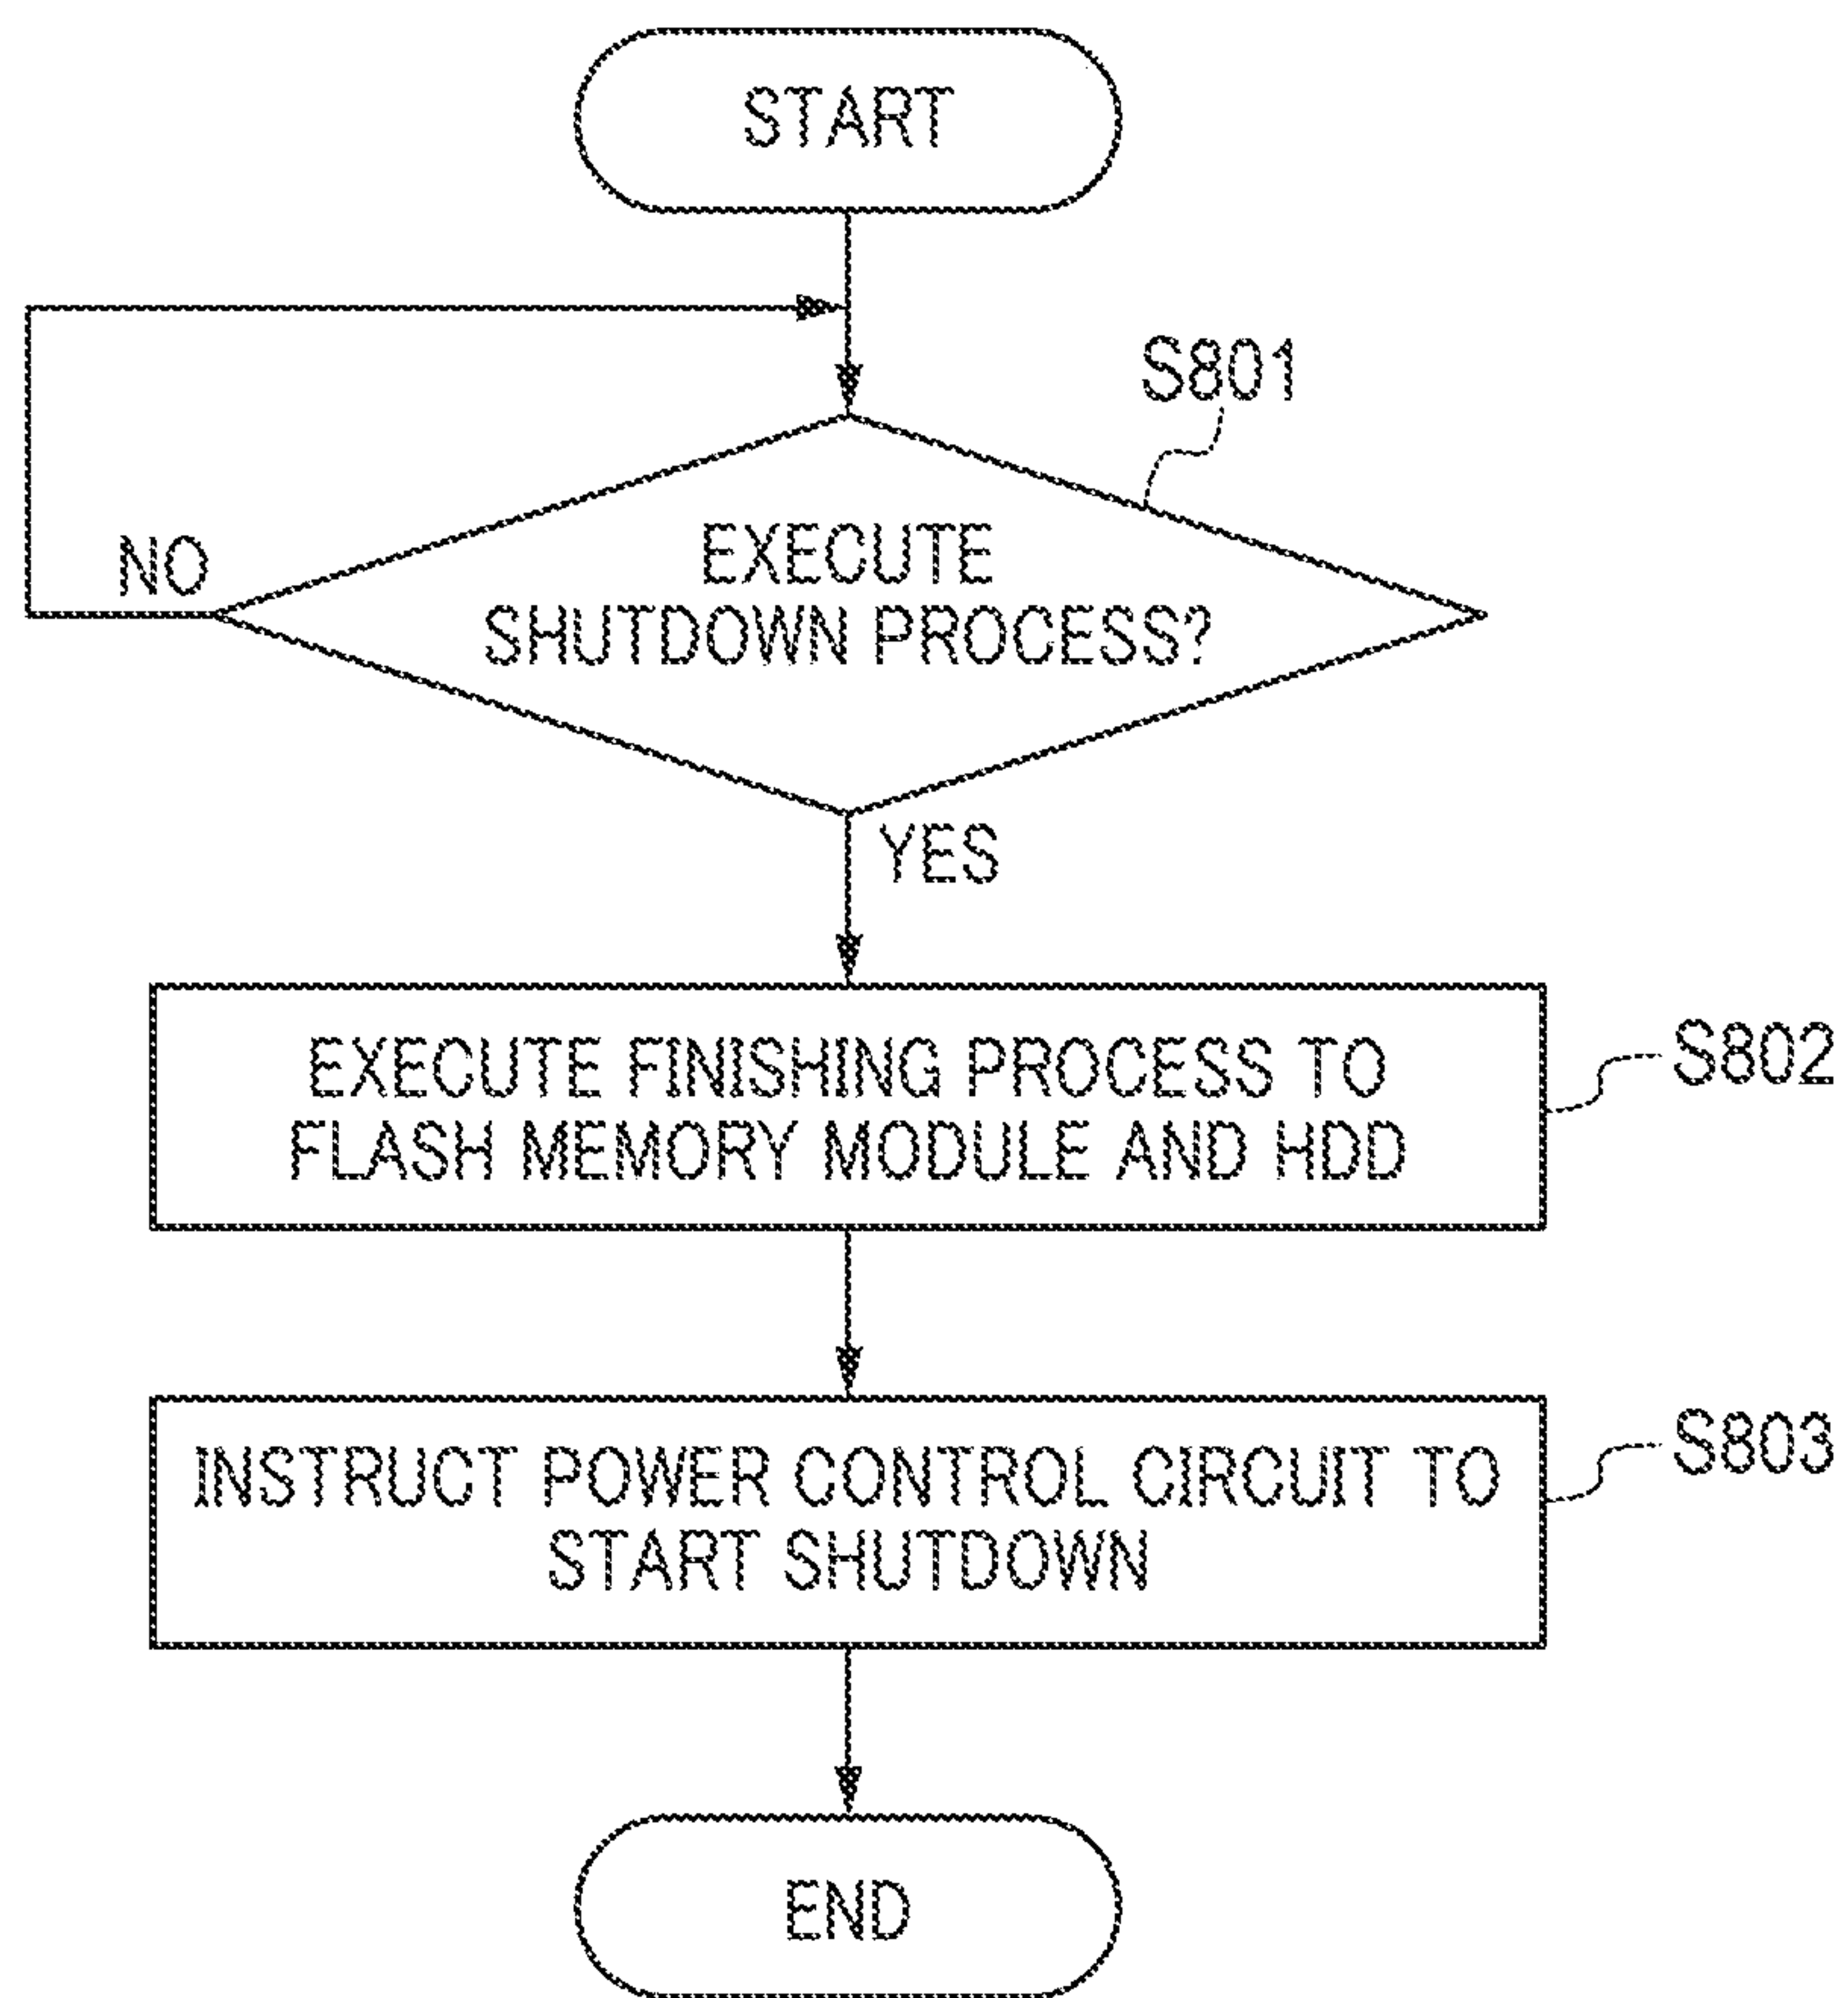 START
S801
EXECUTE
SHUTDOWN PROCESS?
NO
YES
EXECUTE FINISHING PROCESS TO
FLASH MEMORY MODULE AND HDD
S802
INSTRUCT POWER CONTROL CIRCUIT TO
START SHUTDOWN
S803
END